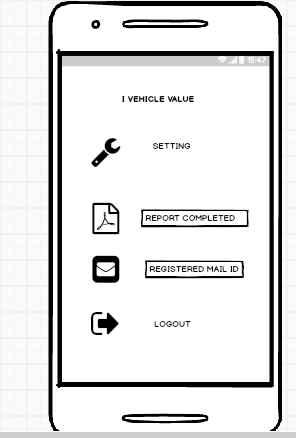 15:47
I VEHICLE VALUE
SETTING
REPORT COMPLETED
REGISTERED MAIL ID
LOGOUT